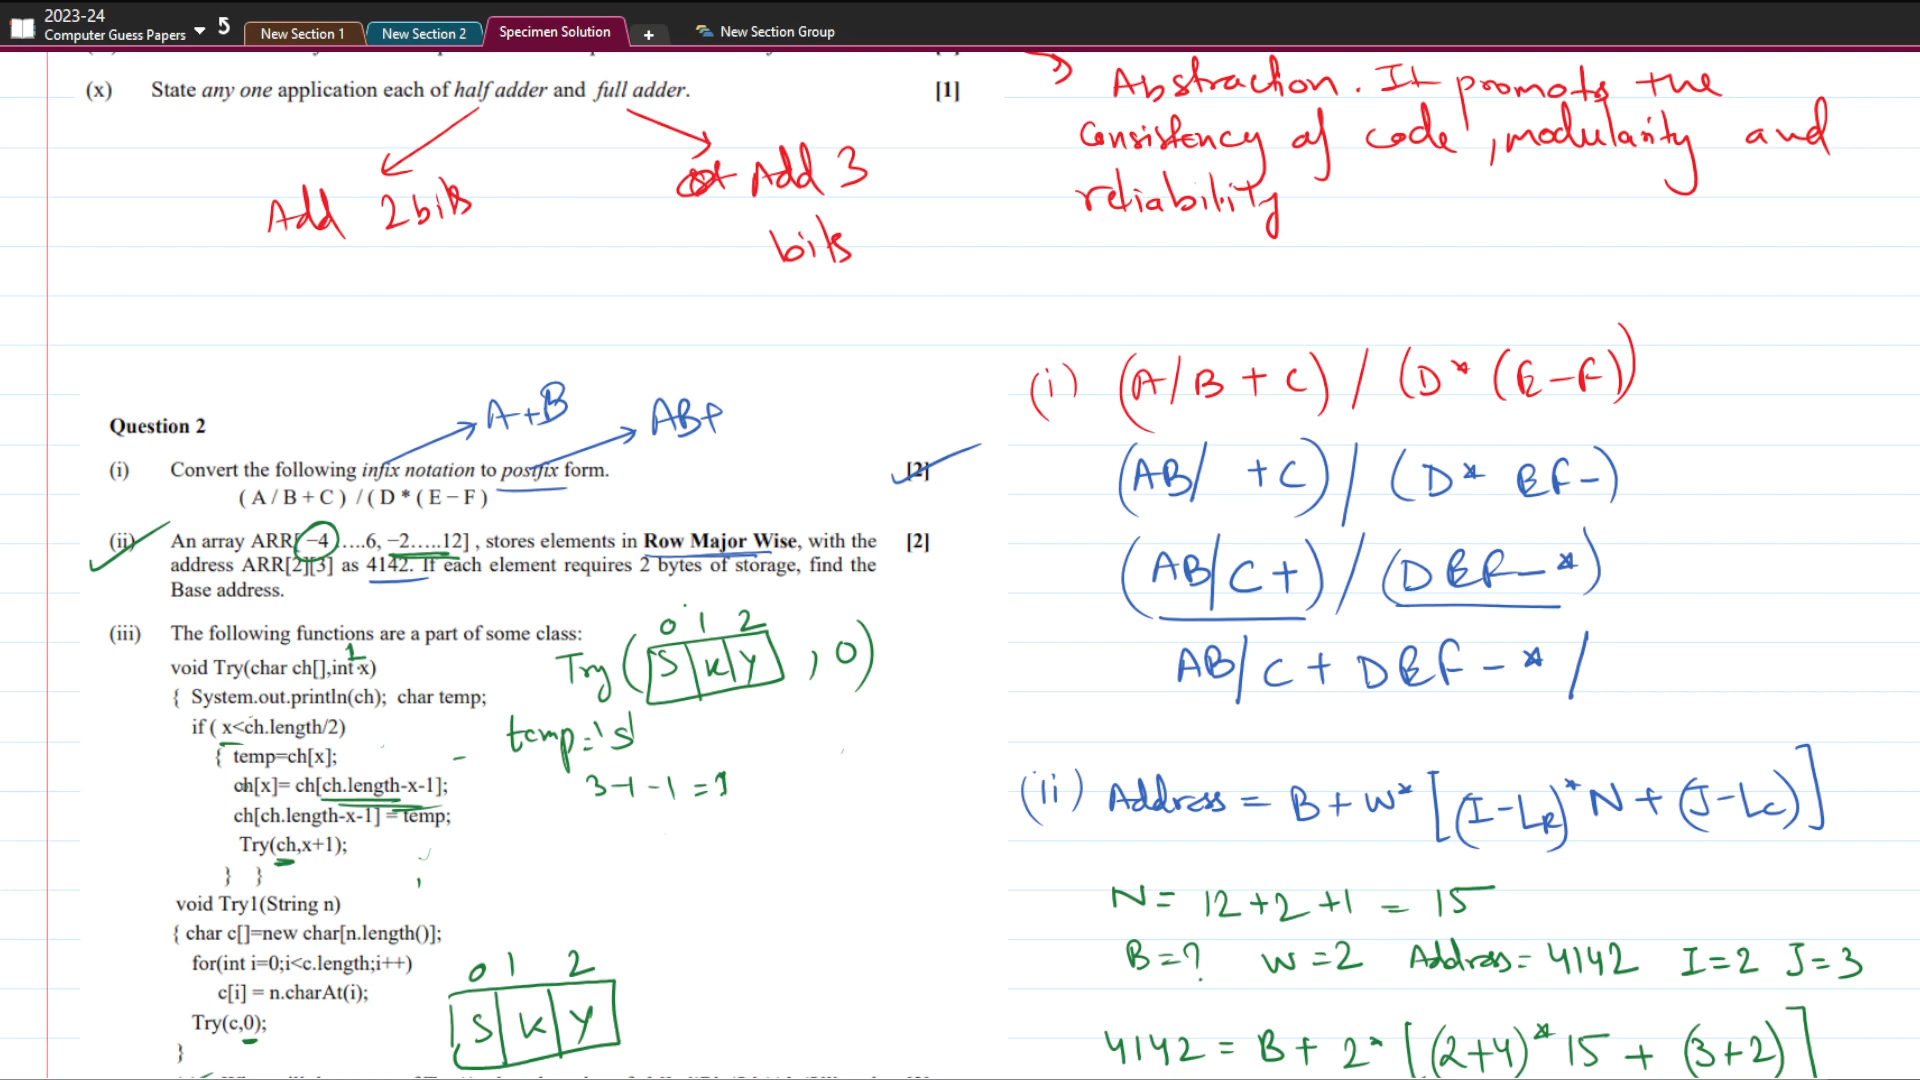 2023-24
Computer Guess Papers
New Section 1
New Section 2
Specimen Solution
+
New Section Group
(x) State any one application each of half adder and full adder. [1]
Add 2 bits
Add 3
bits
Abstraction. It promots the
consistency of code, modularity and
reliability
Question 2
A+B
AB+
(i) Convert the following infix notation to postfix form. [2]
( A / B + C ) / ( D * ( E – F )
(ii) An array ARR[ –4…..6, –2…..12] , stores elements in Row Major Wise, with the [2]
address ARR[2][3] as 4142. If each element requires 2 bytes of storage, find the
Base address.
(iii) The following functions are a part of some class:
1
void Try(char ch[],int x)
{ System.out.println(ch); char temp;
if ( x<ch.length/2)
{ temp=ch[x];
ch[x]= ch[ch.length-x-1];
ch[ch.length-x-1] = temp;
Try(ch,x+1);
} }
void Try1(String n)
{ char c[]=new char[n.length()];
for(int i=0;i<c.length;i++)
c[i] = n.charAt(i);
Try(c,0);
}
0 1 2
Try ( S K Y , 0)
temp='s
3-1-1=1
0 1 2
S K Y
(i) (A/B + C) / (D * (E-F))
(AB/ +C) / (D* EF-)
(AB/C+) / (DEF-*)
AB/C+DEF-*/
(ii) Address = B + W* [(I-LR)*N + (J-LC)]
N = 12+2+1 = 15
B=? W=2 Address = 4142 I=2 J=3
4142 = B+ 2* [(2+4)*15 + (3+2)]